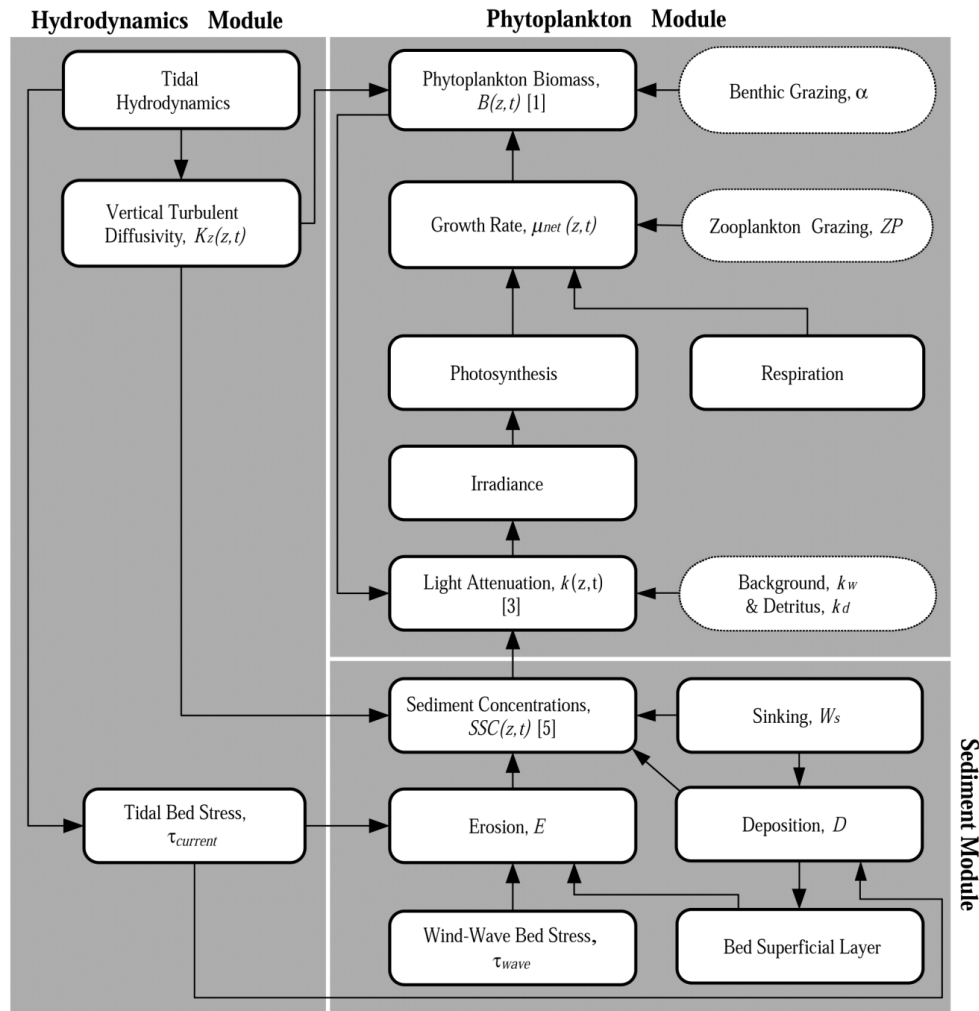 Hydrodynamics Module
Phytoplankton Module
Tidal
Hydrodynamics
Phytoplankton Biomass,
B(z,t) [1]
Benthic Grazing, α
Vertical Turbulent
Diffusivity, Kz(z,t)
Growth Rate, μnet (z,t)
Zooplankton Grazing, ZP
Photosynthesis
Respiration
Irradiance
Light Attenuation, k(z,t)
[3]
Background, kw
& Detritus, kd
Sediment Concentrations,
SSC(z,t) [5]
Sinking, Ws
Sediment Module
Tidal Bed Stress,
τcurrent
Erosion, E
Deposition, D
Wind-Wave Bed Stress,
τwave
Bed Superficial Layer